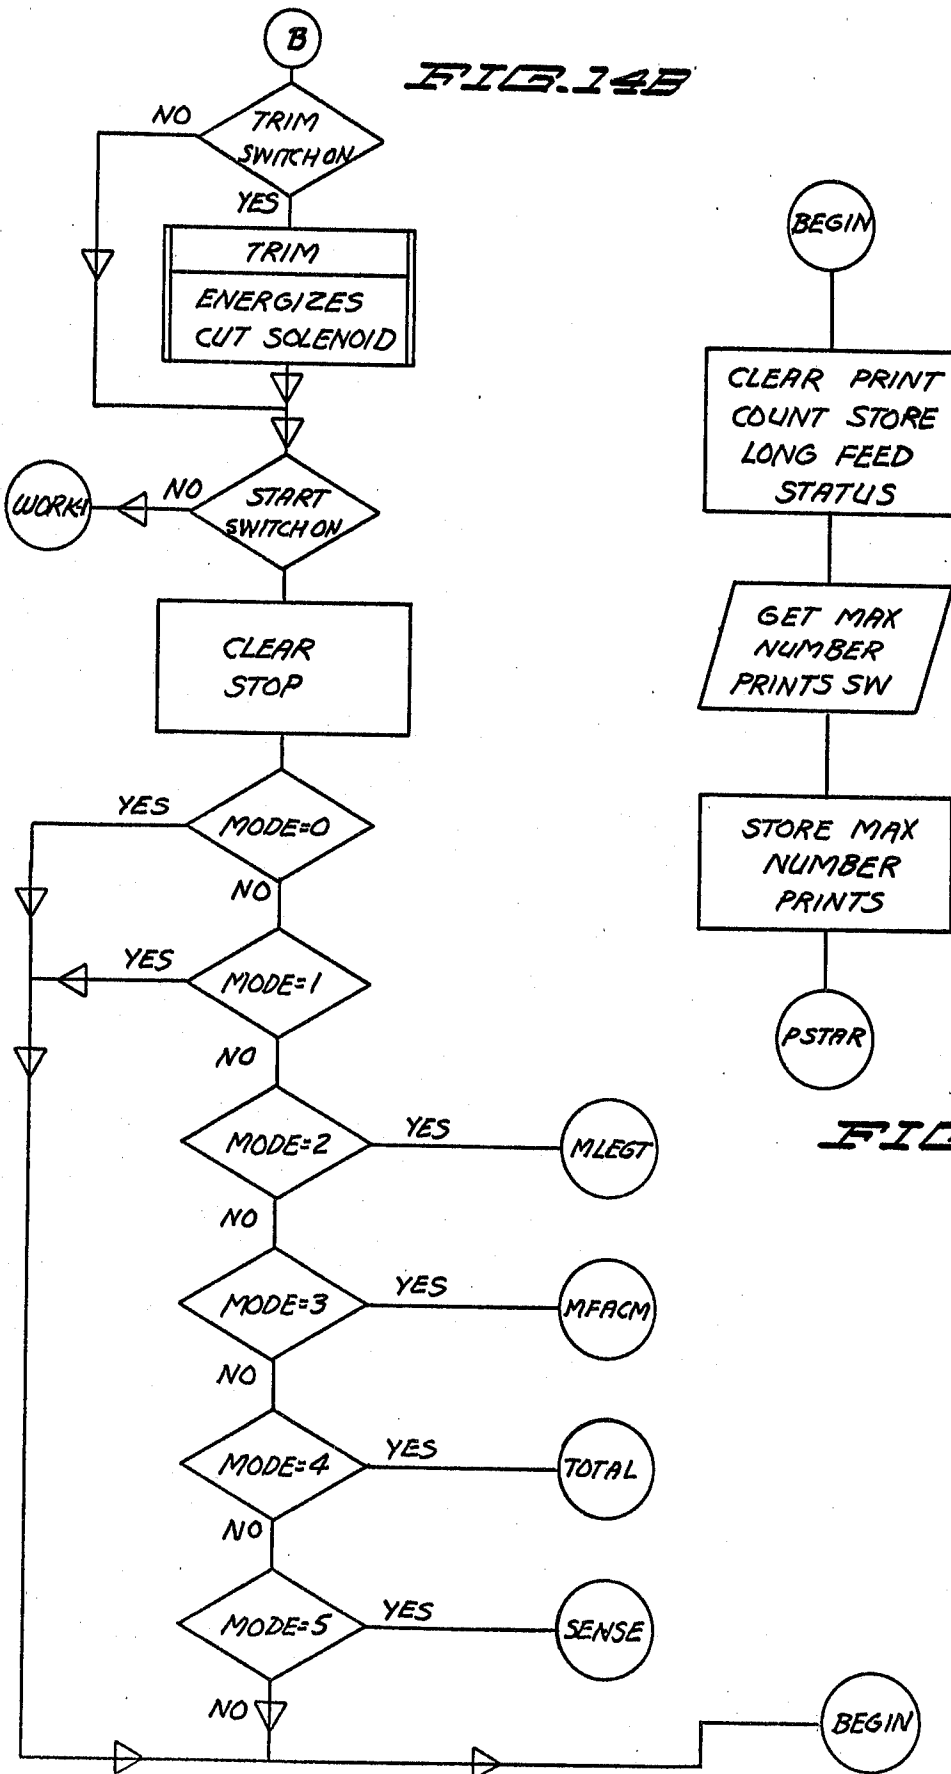 B
FIG. 14B
NO
TRIM
SWITCH ON
YES
TRIM
ENERGIZES
CUT SOLENOID
WORK-1
NO
START
SWITCH ON
CLEAR
STOP
YES
MODE=0
NO
YES
MODE=1
NO
MODE=2
YES
MLEGT
NO
MODE=3
YES
MFACM
NO
MODE=4
YES
TOTAL
NO
MODE=5
YES
SENSE
NO
BEGIN
BEGIN
CLEAR PRINT
COUNT STORE
LONG FEED
STATUS
GET MAX
NUMBER
PRINTS SW
STORE MAX
NUMBER
PRINTS
PSTAR
FIG